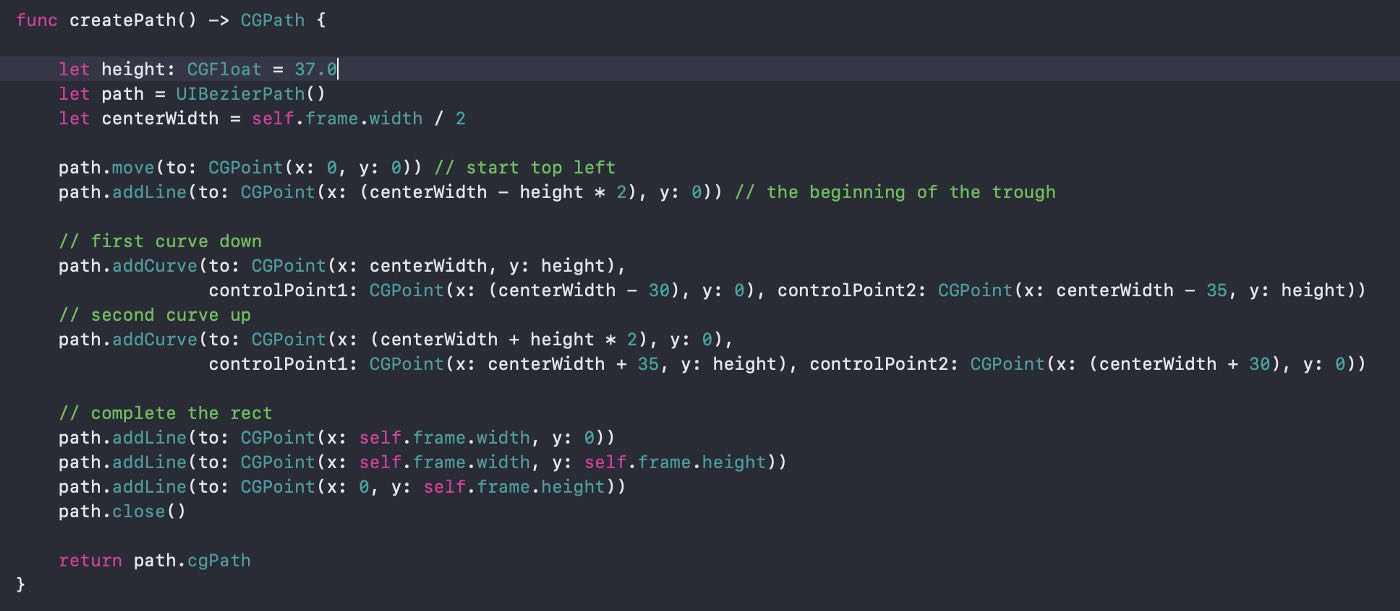 func createPath() -> CGPath {
let height: CGFloat = 37.0
let path = UIBezierPath()
let centerWidth = self.frame.width / 2
path.move(to: CGPoint(x: 0, y: 0)) // start top left
path.addLine(to: CGPoint(x: (centerWidth - height * 2), y: 0)) // the beginning of the trough
// first curve down
path.addCurve(to: CGPoint(x: centerWidth, y: height),
controlPoint1: CGPoint(x: (centerWidth - 30), y: 0), controlPoint2: CGPoint(x: centerWidth - 35, y: height))
// second curve up
path.addCurve(to: CGPoint(x: (centerWidth + height * 2), y: 0),
controlPoint1: CGPoint(x: centerWidth + 35, y: height), controlPoint2: CGPoint(x: (centerWidth + 30), y: 0))
// complete the rect
path.addLine(to: CGPoint(x: self.frame.width, y: 0))
path.addLine(to: CGPoint(x: self.frame.width, y: self.frame.height))
path.addLine(to: CGPoint(x: 0, y: self.frame.height))
path.close()
return path.cgPath
}